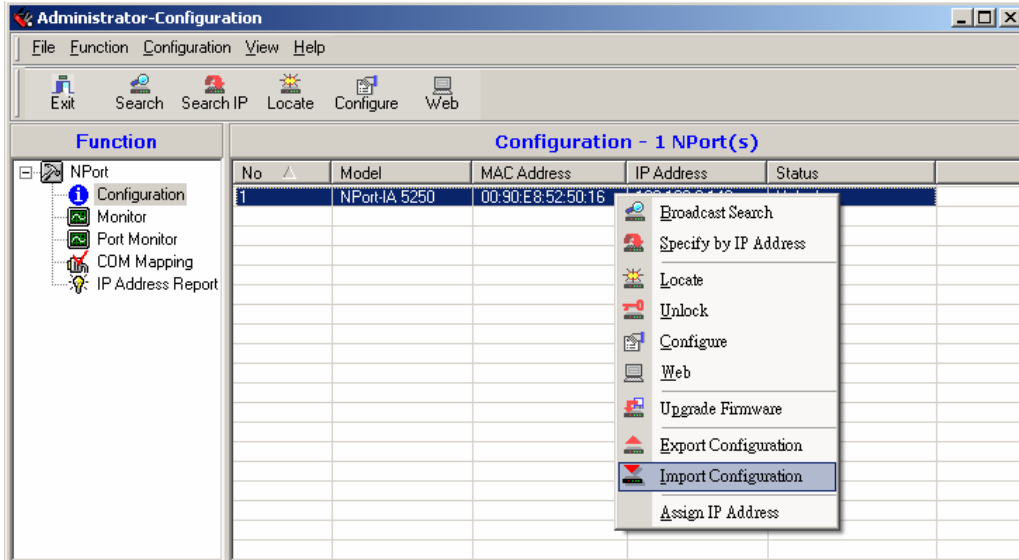 Administrator-Configuration
File Function Configuration View Help
Exit Search Search IP Locate Configure Web
Function
Configuration - 1 NPort(s)
NPort
Configuration
Monitor
Port Monitor
COM Mapping
IP Address Report
No Model MAC Address IP Address Status
1 NPort-IA 5250 00:90:E8:52:50:16
Broadcast Search
Specify by IP Address
Locate
Unlock
Configure
Web
Upgrade Firmware
Export Configuration
Import Configuration
Assign IP Address